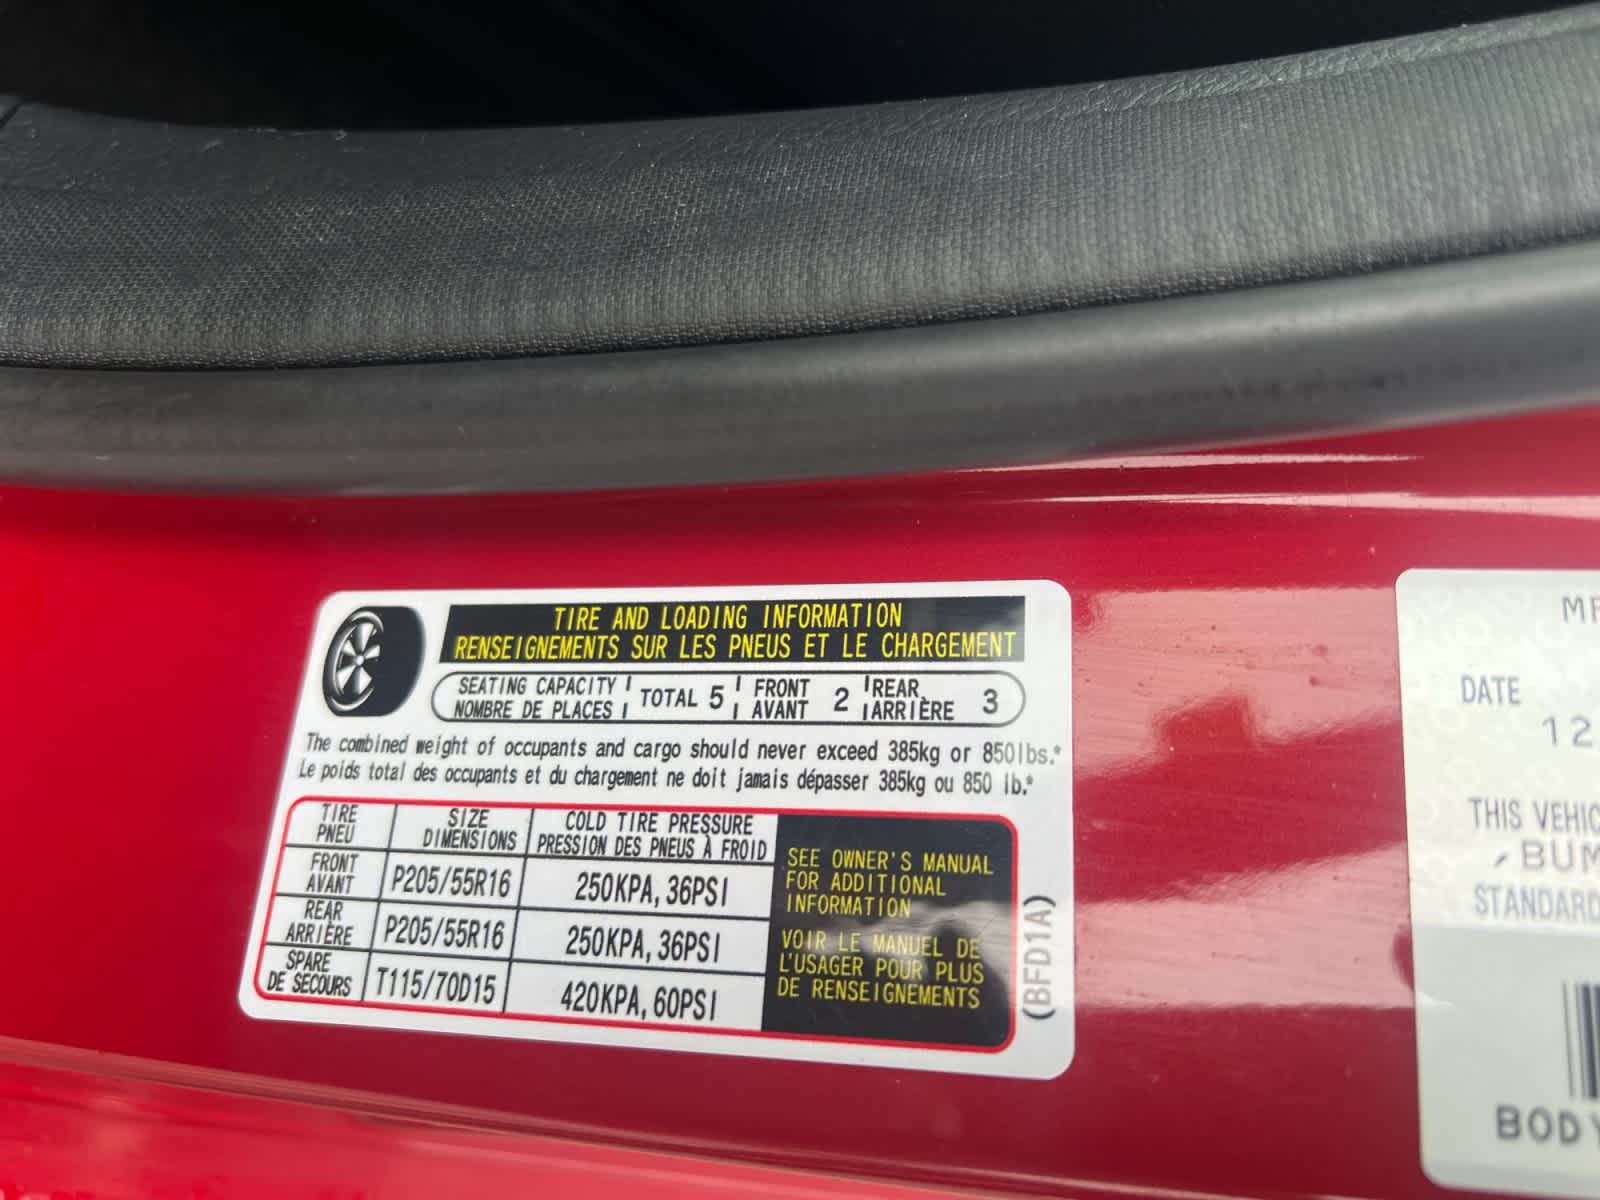 TIRE AND LOADING INFORMATION
RENSEIGNEMENTS SUR LES PNEUS ET LE CHARGEMENT
SEATING CAPACITY TOTAL 5 FRONT 2 REAR 3
NOMBRE DE PLACES AVANT ARRIÈRE
The combined weight of occupants and cargo should never exceed 385kg or 850lbs.*
Le poids total des occupants et du chargement ne doit jamais dépasser 385kg ou 850 lb.*
TIRE SIZE COLD TIRE PRESSURE
PNEU DIMENSIONS PRESSION DES PNEUS À FROID
FRONT
AVANT P205/55R16 250KPA, 36PSI
REAR
ARRIÈRE P205/55R16 250KPA, 36PSI
SPARE
DE SECOURS T115/70D15 420KPA, 60PSI
SEE OWNER'S MANUAL
FOR ADDITIONAL
INFORMATION
VOIR LE MANUEL DE
L'USAGER POUR PLUS
DE RENSEIGNEMENTS
(BFD1A)
DATE
12
THIS